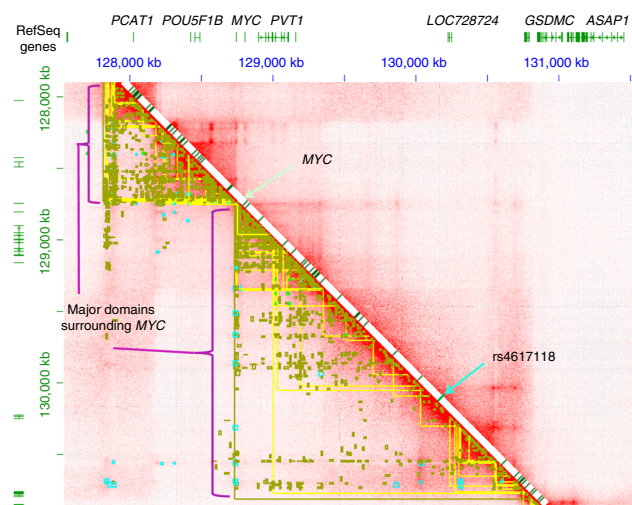 RefSeq genes
PCAT1 POU5F1B MYC PVT1 LOC728724 GSDMC ASAP1
128,000 kb 129,000 kb 130,000 kb 131,000 kb
128,000 kb
MYC
129,000 kb
Major domains
surrounding MYC
rs4617118
130,000 kb